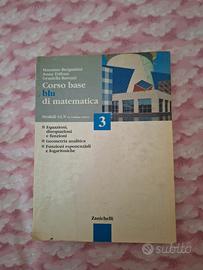 Massimo Bergamini
Anna Trifone
Graziella Barozzi
Corso base
blu
di matematica
Moduli S, L, V
3
Equazioni,
disequazioni
e funzioni
Geometria analitica
Funzioni esponenziali
e logaritmiche
Zanichelli
subito